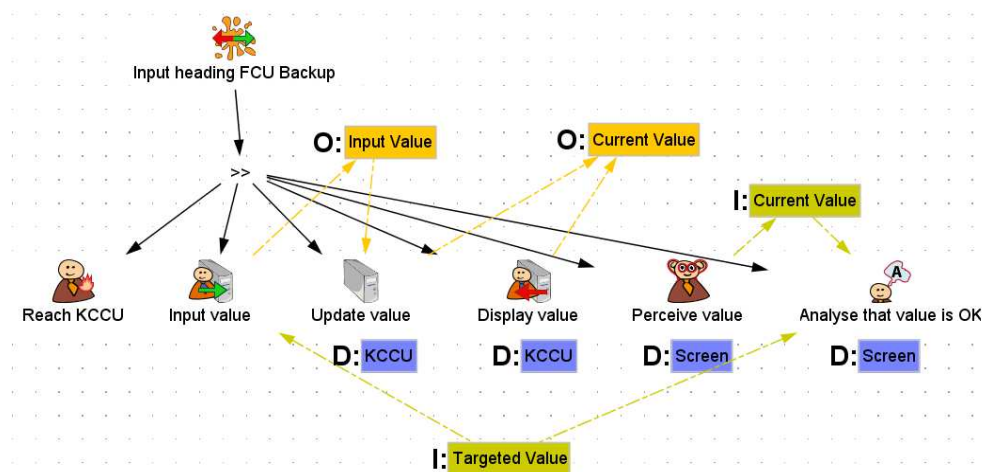 Input heading FCU Backup
O: Input Value
O: Current Value
>>
I: Current Value
A
Reach KCCU
Input value
Update value
Display value
Perceive value
Analyse that value is OK
D: KCCU
D: KCCU
D: Screen
D: Screen
I: Targeted Value